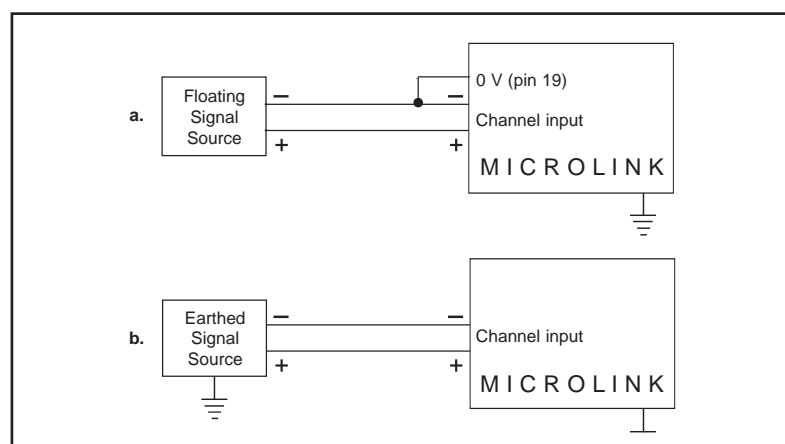 a.
Floating
Signal
Source
−
+
−
+
0 V (pin 19)
Channel input
MICROLINK
b.
Earthed
Signal
Source
−
+
−
+
Channel input
MICROLINK